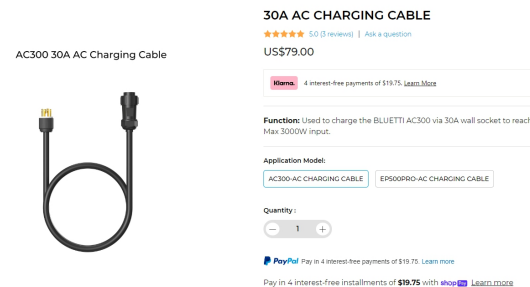 30A AC CHARGING CABLE
5.0 (3 reviews) | Ask a question
US$79.00
AC300 30A AC Charging Cable
Klarna. 4 interest-free payments of $19.75. Learn More
Function: Used to charge the BLUETTI AC300 via 30A wall socket to reach
Max 3000W input.
Application Model:
AC300-AC CHARGING CABLE EP500PRO-AC CHARGING CABLE
Quantity :
− 1 +
PayPal Pay in 4 interest-free payments of $19.75. Learn more
Pay in 4 interest-free installments of $19.75 with shop Pay Learn more